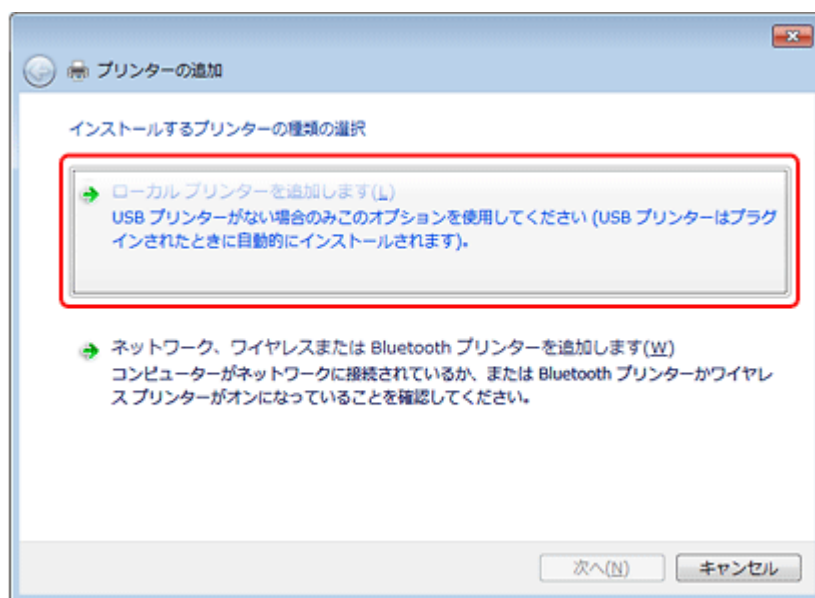 プリンターの追加
インストールするプリンターの種類の選択
ローカル プリンターを追加します(L)
USB プリンターがない場合のみこのオプションを使用してください (USB プリンターはプラグ
インされたときに自動的にインストールされます)。
ネットワーク、ワイヤレスまたは Bluetooth プリンターを追加します(W)
コンピューターがネットワークに接続されているか、または Bluetooth プリンターかワイヤレ
ス プリンターがオンになっていることを確認してください。
次へ(N) キャンセル